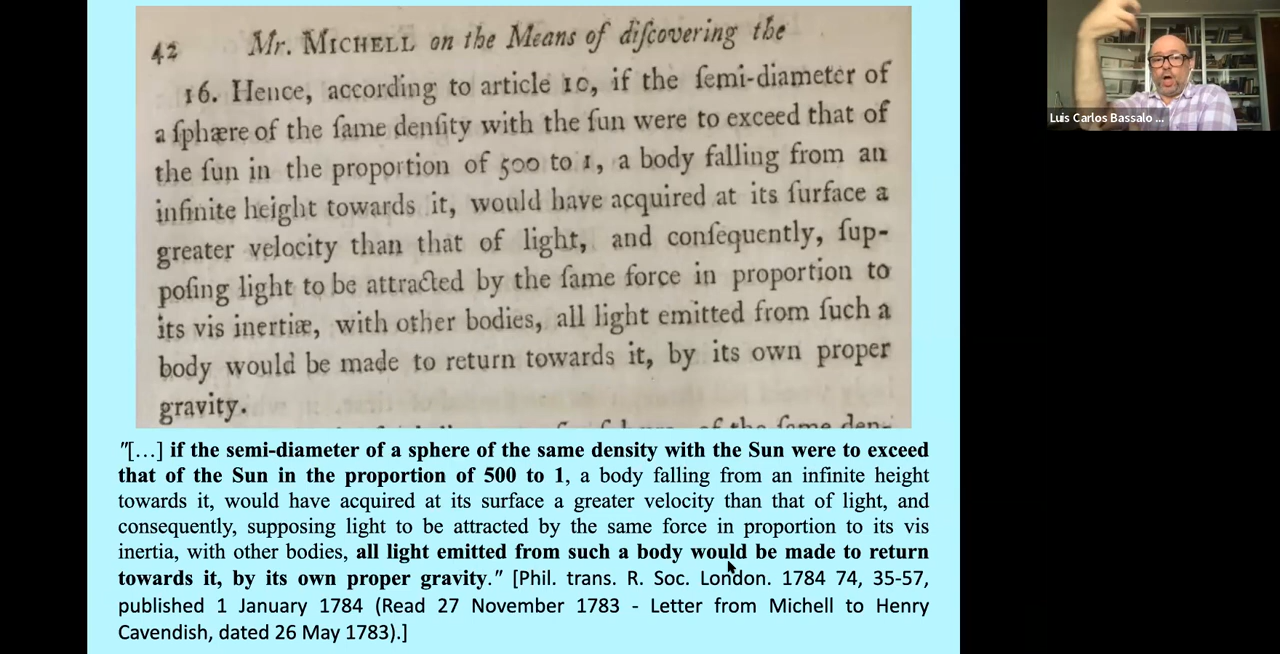 42 Mr. MICHELL on the Means of diſcovering the
16. Hence, according to article 10, if the ſemi-diameter of
a ſphære of the ſame denſity with the ſun were to exceed that of
the ſun in the proportion of 500 to 1, a body falling from an
infinite height towards it, would have acquired at its ſurface a
greater velocity than that of light, and conſequently, ſup-
poſing light to be attracted by the ſame force in proportion to
its vis inertiæ, with other bodies, all light emitted from ſuch a
body would be made to return towards it, by its own proper
gravity.
of the ſame den-
"[…] if the semi-diameter of a sphere of the same density with the Sun were to exceed
that of the Sun in the proportion of 500 to 1, a body falling from an infinite height
towards it, would have acquired at its surface a greater velocity than that of light, and
consequently, supposing light to be attracted by the same force in proportion to its vis
inertia, with other bodies, all light emitted from such a body would be made to return
towards it, by its own proper gravity." [Phil. trans. R. Soc. London. 1784 74, 35-57,
published 1 January 1784 (Read 27 November 1783 - Letter from Michell to Henry
Cavendish, dated 26 May 1783).]
Luis Carlos Bassalo ...